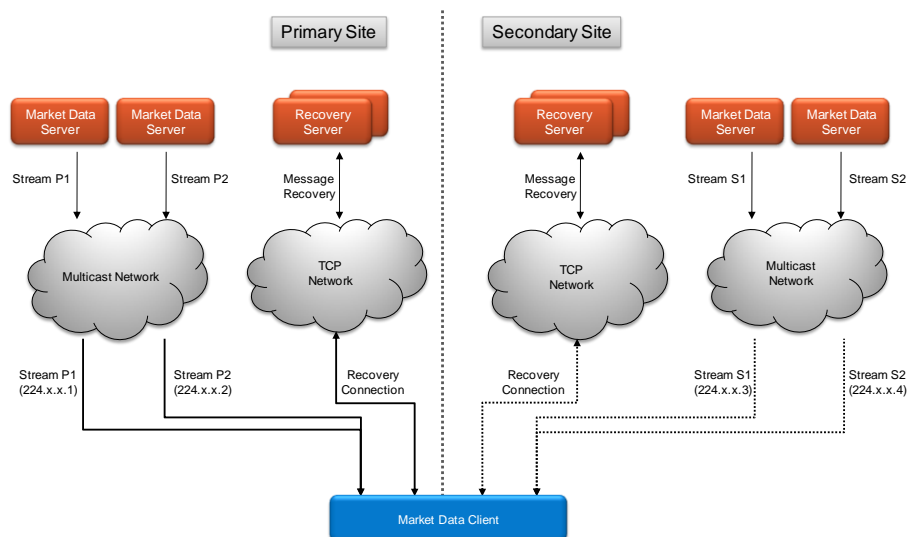 Primary Site
Secondary Site
Market Data
Server
Market Data
Server
Recovery
Server
Recovery
Server
Market Data
Server
Market Data
Server
Stream P1
Stream P2
Message
Recovery
Message
Recovery
Stream S1
Stream S2
Multicast Network
TCP
Network
TCP
Network
Multicast
Network
Stream P1
(224.x.x.1)
Stream P2
(224.x.x.2)
Recovery
Connection
Recovery
Connection
Stream S1
(224.x.x.3)
Stream S2
(224.x.x.4)
Market Data Client